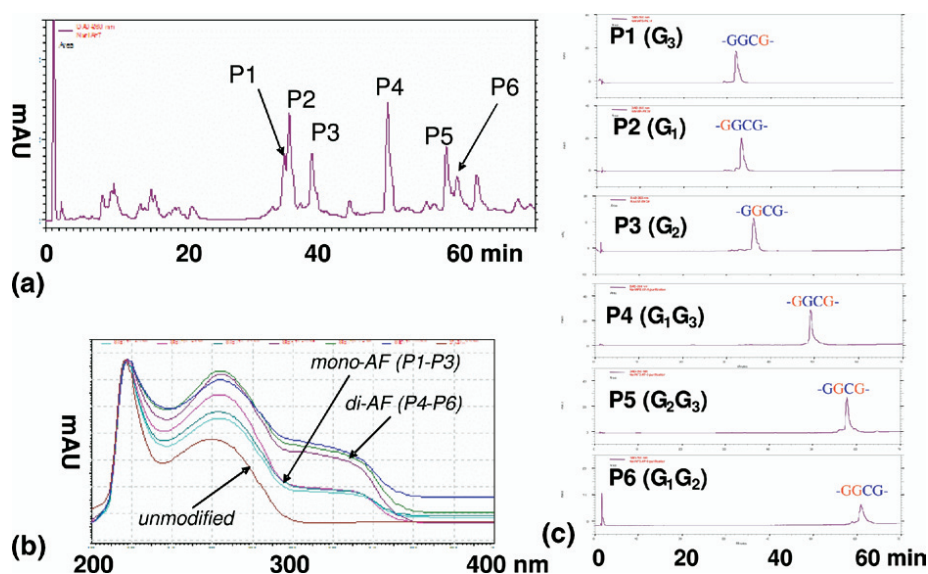 Area
mAU
P1
P2
P3
P4
P5
P6
0
20
40
60 min
(a)
mAU
mono-AF (P1-P3)
di-AF (P4-P6)
unmodified
200
300
400 nm
(b)
P1 (G3)
-GGCG-
P2 (G1)
-GGCG-
P3 (G2)
-GGCG-
P4 (G1G3)
-GGCG-
P5 (G2G3)
-GGCG-
P6 (G1G2)
-GGCG-
0
20
40
60 min
(c)